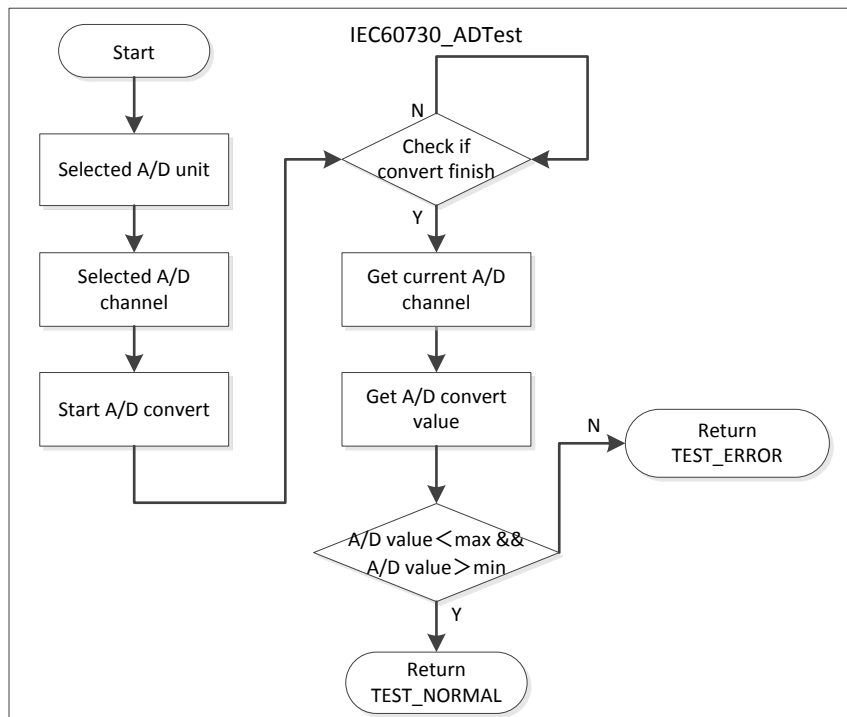 IEC60730_ADTest
Start
Selected A/D unit
Selected A/D
channel
Start A/D convert
N
Check if
convert finish
Y
Get current A/D
channel
Get A/D convert
value
A/D value＜max &&
A/D value＞min
N
Return
TEST_ERROR
Y
Return
TEST_NORMAL